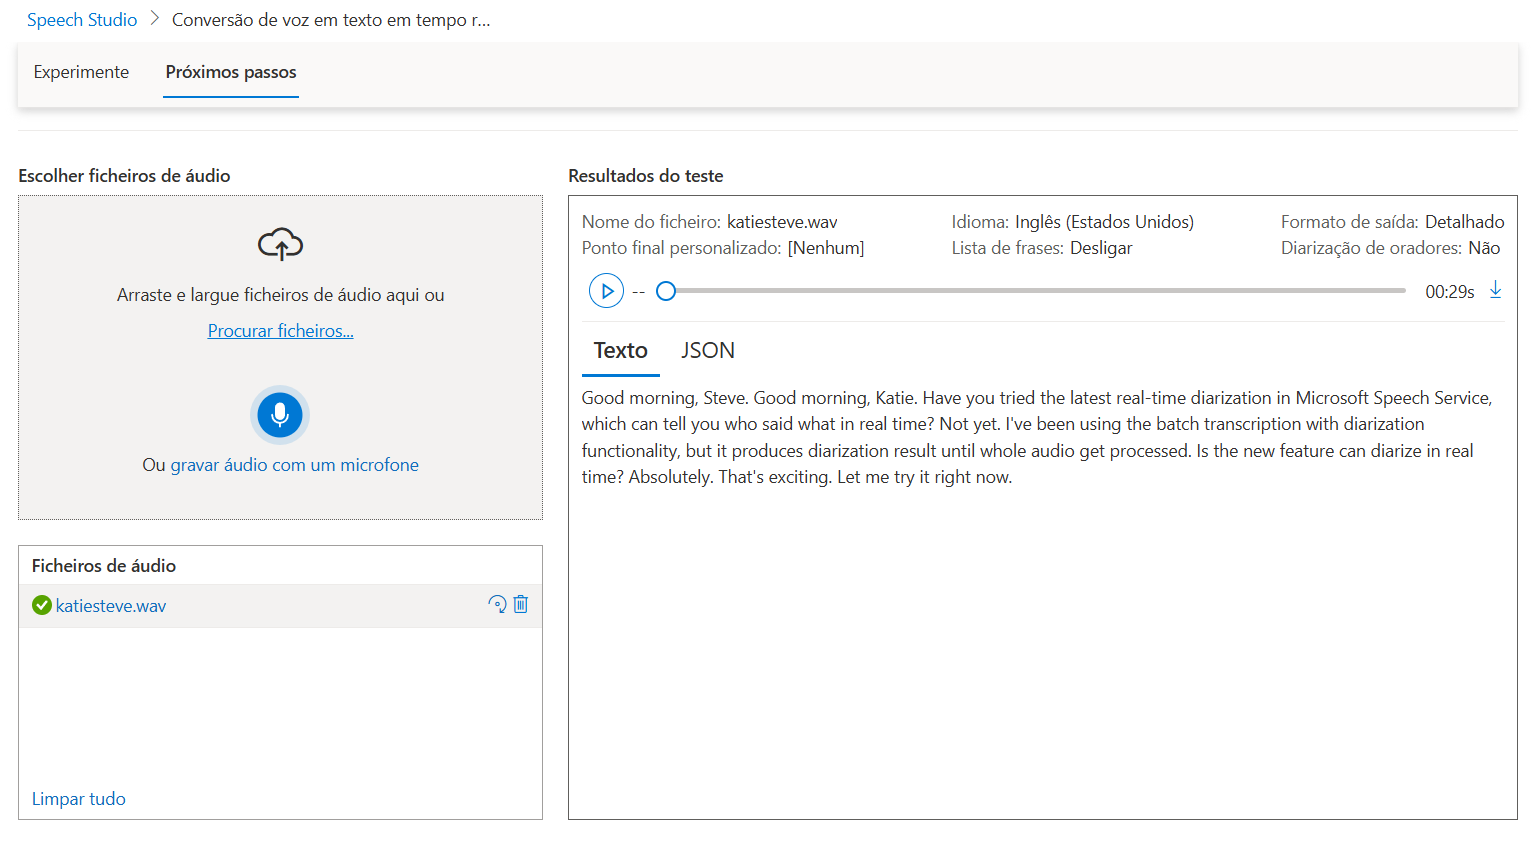 Speech Studio > Conversão de voz em texto em tempo r...
Experimente Próximos passos
Escolher ficheiros de áudio
Arraste e largue ficheiros de áudio aqui ou
Procurar ficheiros...
Ou gravar áudio com um microfone
Ficheiros de áudio
katiesteve.wav
Limpar tudo
Resultados do teste
Nome do ficheiro: katiesteve.wav Idioma: Inglês (Estados Unidos) Formato de saída: Detalhado
Ponto final personalizado: [Nenhum] Lista de frases: Desligar Diarização de oradores: Não
-- 00:29s
Texto JSON
Good morning, Steve. Good morning, Katie. Have you tried the latest real-time diarization in Microsoft Speech Service,
which can tell you who said what in real time? Not yet. I've been using the batch transcription with diarization
functionality, but it produces diarization result until whole audio get processed. Is the new feature can diarize in real
time? Absolutely. That's exciting. Let me try it right now.